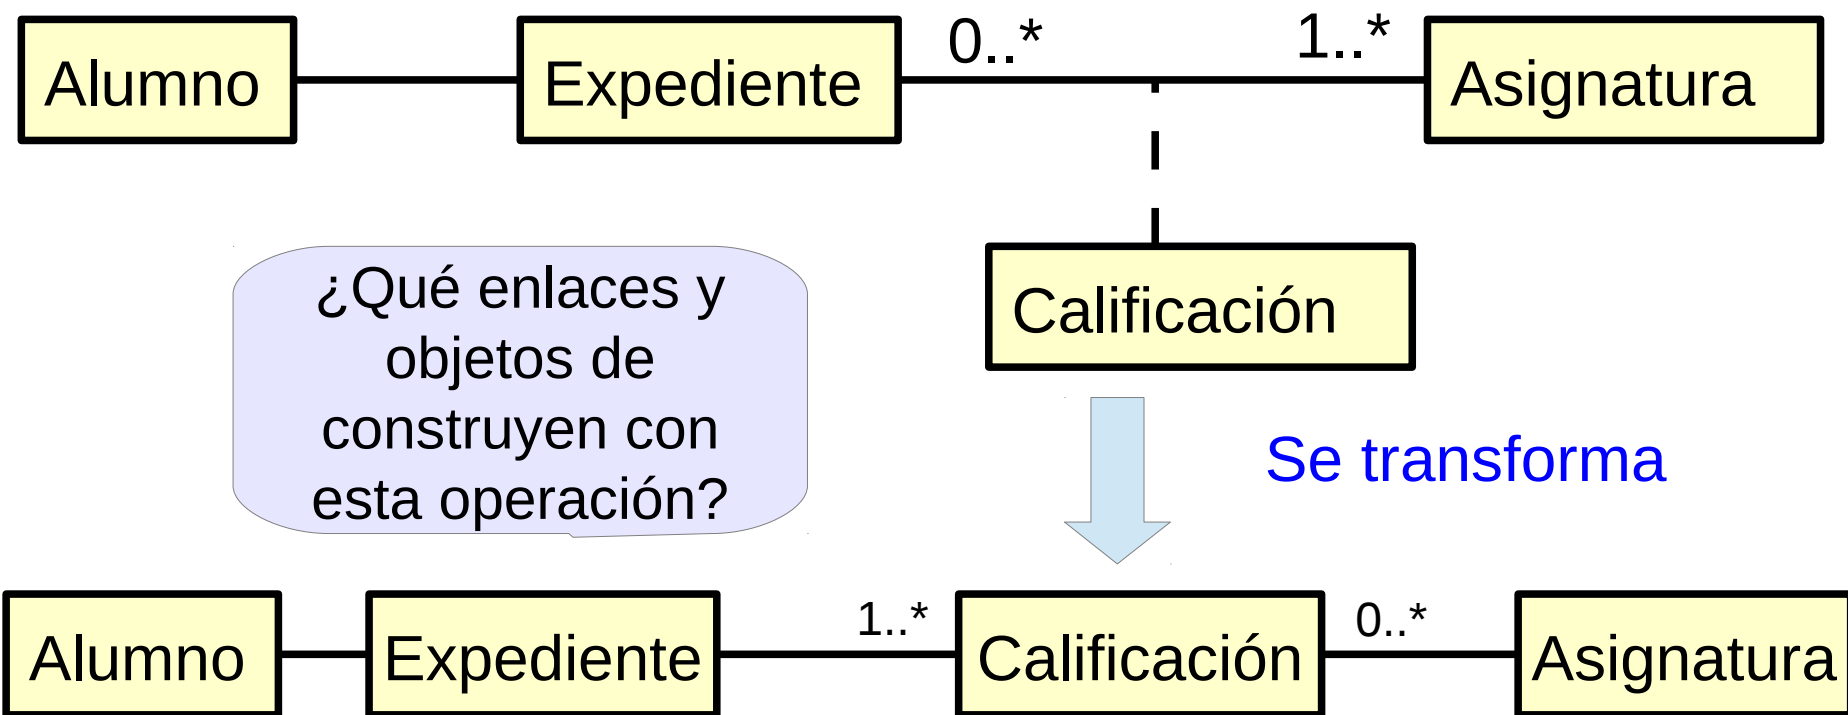 Alumno
Expediente
0..*
1..*
Asignatura
¿Qué enlaces y
objetos de
construyen con
esta operación?
Calificación
Se transforma
Alumno
Expediente
1..*
Calificación
0..*
Asignatura